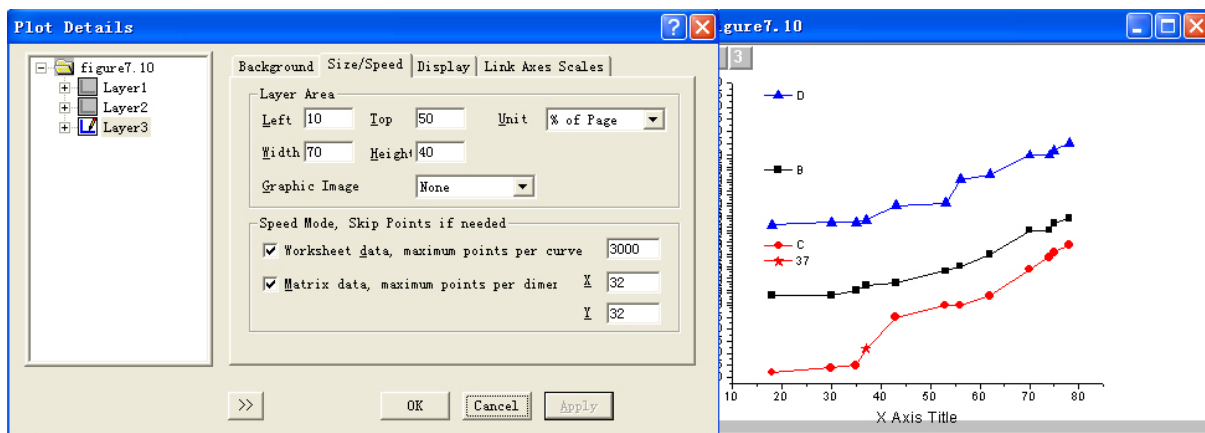 Plot Details
figure7.10
Layer1
Layer2
Layer3
Background Size/Speed Display Link Axes Scales
Layer Area
Left 10 Top 50 Unit % of Page
Width 70 Height 40
Graphic Image None
Speed Mode, Skip Points if needed
Worksheet data, maximum points per curve 3000
Matrix data, maximum points per dimer X 32
Y 32
>> OK Cancel Apply
gure7.10
3
D
B
C
37
10 20 30 40 50 60 70 80
X Axis Title